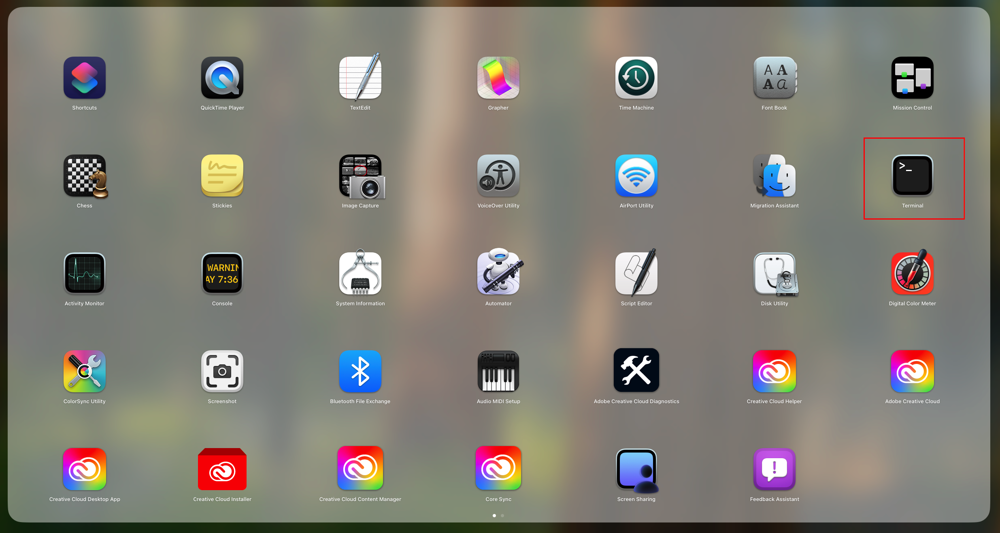 Shortcuts
QuickTime Player
TextEdit
Grapher
Time Machine
A A
A a
Font Book
Mission Control
Chess
Stickies
Image Capture
VoiceOver Utility
AirPort Utility
Migration Assistant
>_
Terminal
WARNIN
AY 7:36
Activity Monitor
Console
System Information
Automator
Script Editor
Disk Utility
Digital Color Meter
ColorSync Utility
Screenshot
Bluetooth File Exchange
Audio MIDI Setup
Adobe Creative Cloud Diagnostics
Creative Cloud Helper
Adobe Creative Cloud
Creative Cloud Desktop App
Creative Cloud Installer
Creative Cloud Content Manager
Core Sync
Screen Sharing
!
Feedback Assistant